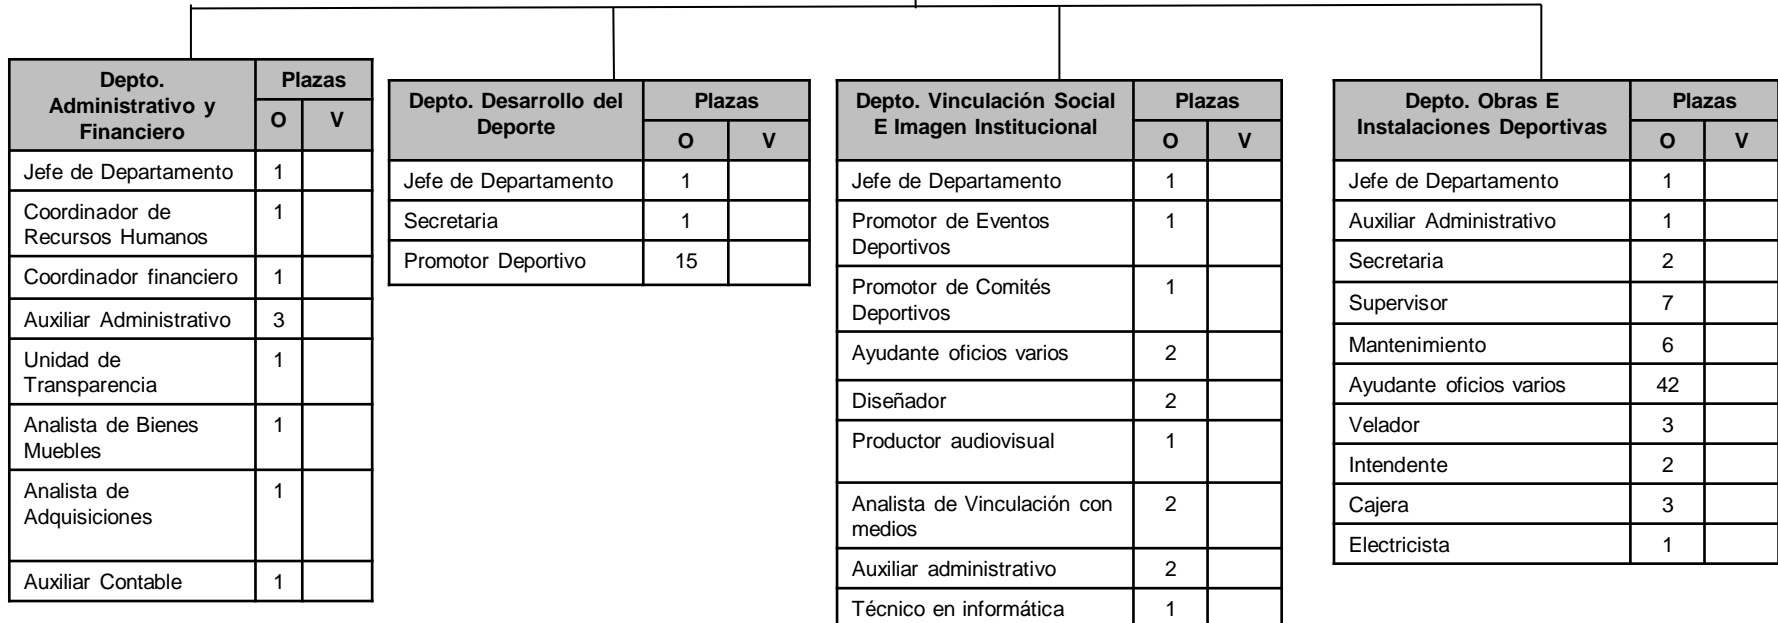 Depto.
Administrativo y
Financiero
Plazas
O V
Jefe de Departamento 1
Coordinador de
Recursos Humanos 1
Coordinador financiero 1
Auxiliar Administrativo 3
Unidad de
Transparencia 1
Analista de Bienes
Muebles 1
Analista de
Adquisiciones 1
Auxiliar Contable 1
Depto. Desarrollo del
Deporte
Plazas
O V
Jefe de Departamento 1
Secretaria 1
Promotor Deportivo 15
Depto. Vinculación Social
E Imagen Institucional
Plazas
O V
Jefe de Departamento 1
Promotor de Eventos
Deportivos 1
Promotor de Comités
Deportivos 1
Ayudante oficios varios 2
Diseñador 2
Productor audiovisual 1
Analista de Vinculación con
medios 2
Auxiliar administrativo 2
Técnico en informática 1
Depto. Obras E
Instalaciones Deportivas
Plazas
O V
Jefe de Departamento 1
Auxiliar Administrativo 1
Secretaria 2
Supervisor 7
Mantenimiento 6
Ayudante oficios varios 42
Velador 3
Intendente 2
Cajera 3
Electricista 1